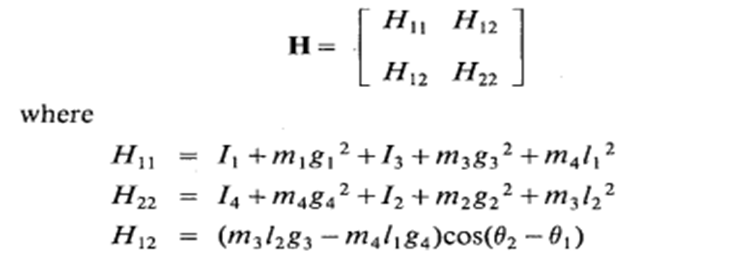 H = [ H₁₁ H₁₂
H₁₂ H₂₂ ]
where
H₁₁ = I₁ + m₁g₁² + I₃ + m₃g₃² + m₄l₁²
H₂₂ = I₄ + m₄g₄² + I₂ + m₂g₂² + m₃l₂²
H₁₂ = (m₃l₂g₃ − m₄l₁g₄)cos(θ₂ − θ₁)